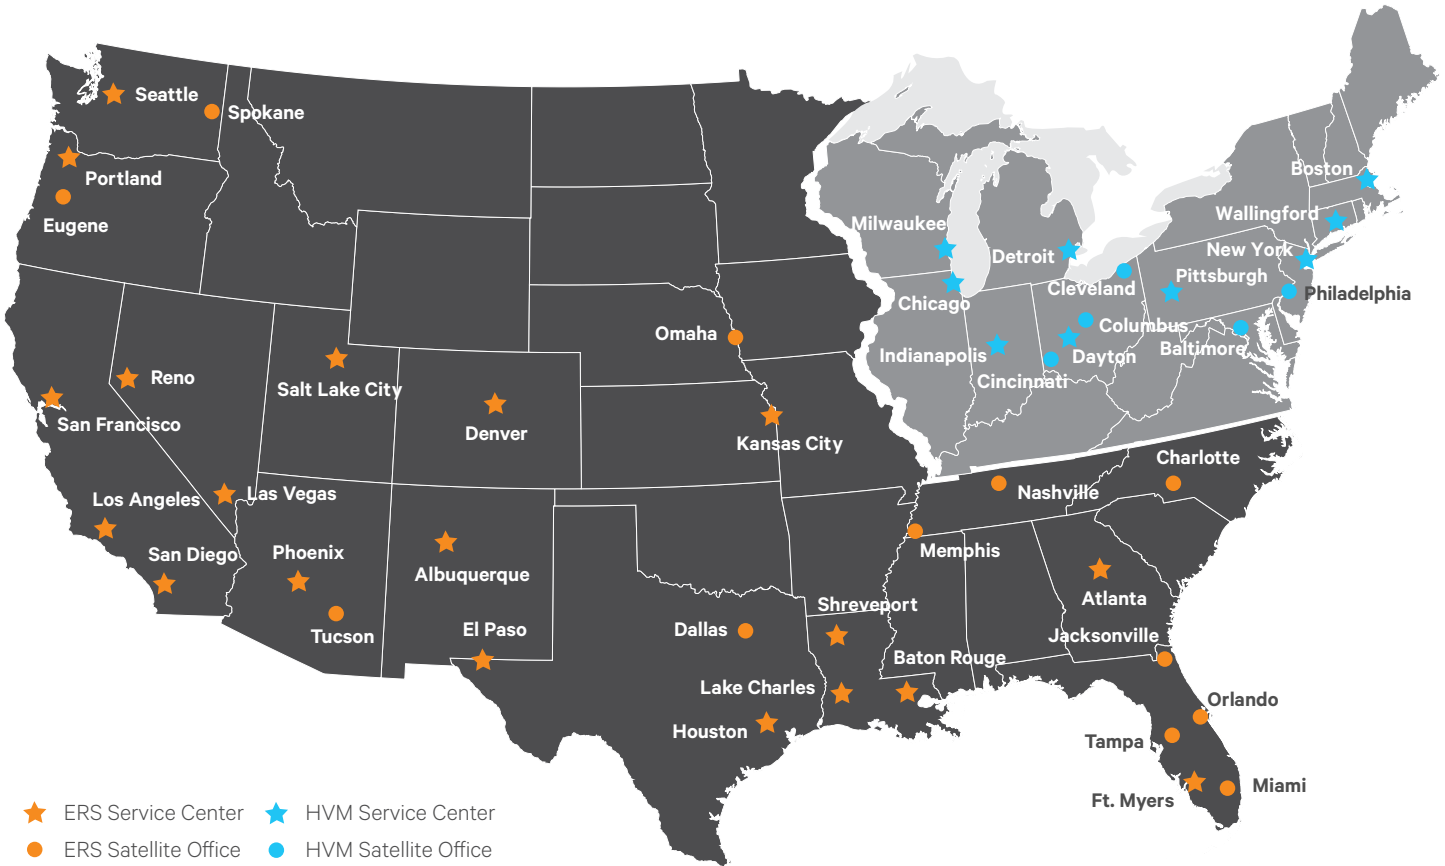 Seattle
Spokane
Portland
Eugene
Boston
Wallingford
Milwaukee
Detroit
New York
Pittsburgh
Cleveland
Philadelphia
Chicago
Columbus
Omaha
Baltimore
Indianapolis
Dayton
Cincinnati
Reno
Salt Lake City
San Francisco
Denver
Kansas City
Charlotte
Las Vegas
Nashville
Los Angeles
San Diego
Phoenix
Memphis
Albuquerque
Atlanta
Shreveport
El Paso
Dallas
Tucson
Jacksonville
Baton Rouge
Lake Charles
Orlando
Houston
Tampa
Miami
Ft. Myers
ERS Service Center
HVM Service Center
ERS Satellite Office
HVM Satellite Office